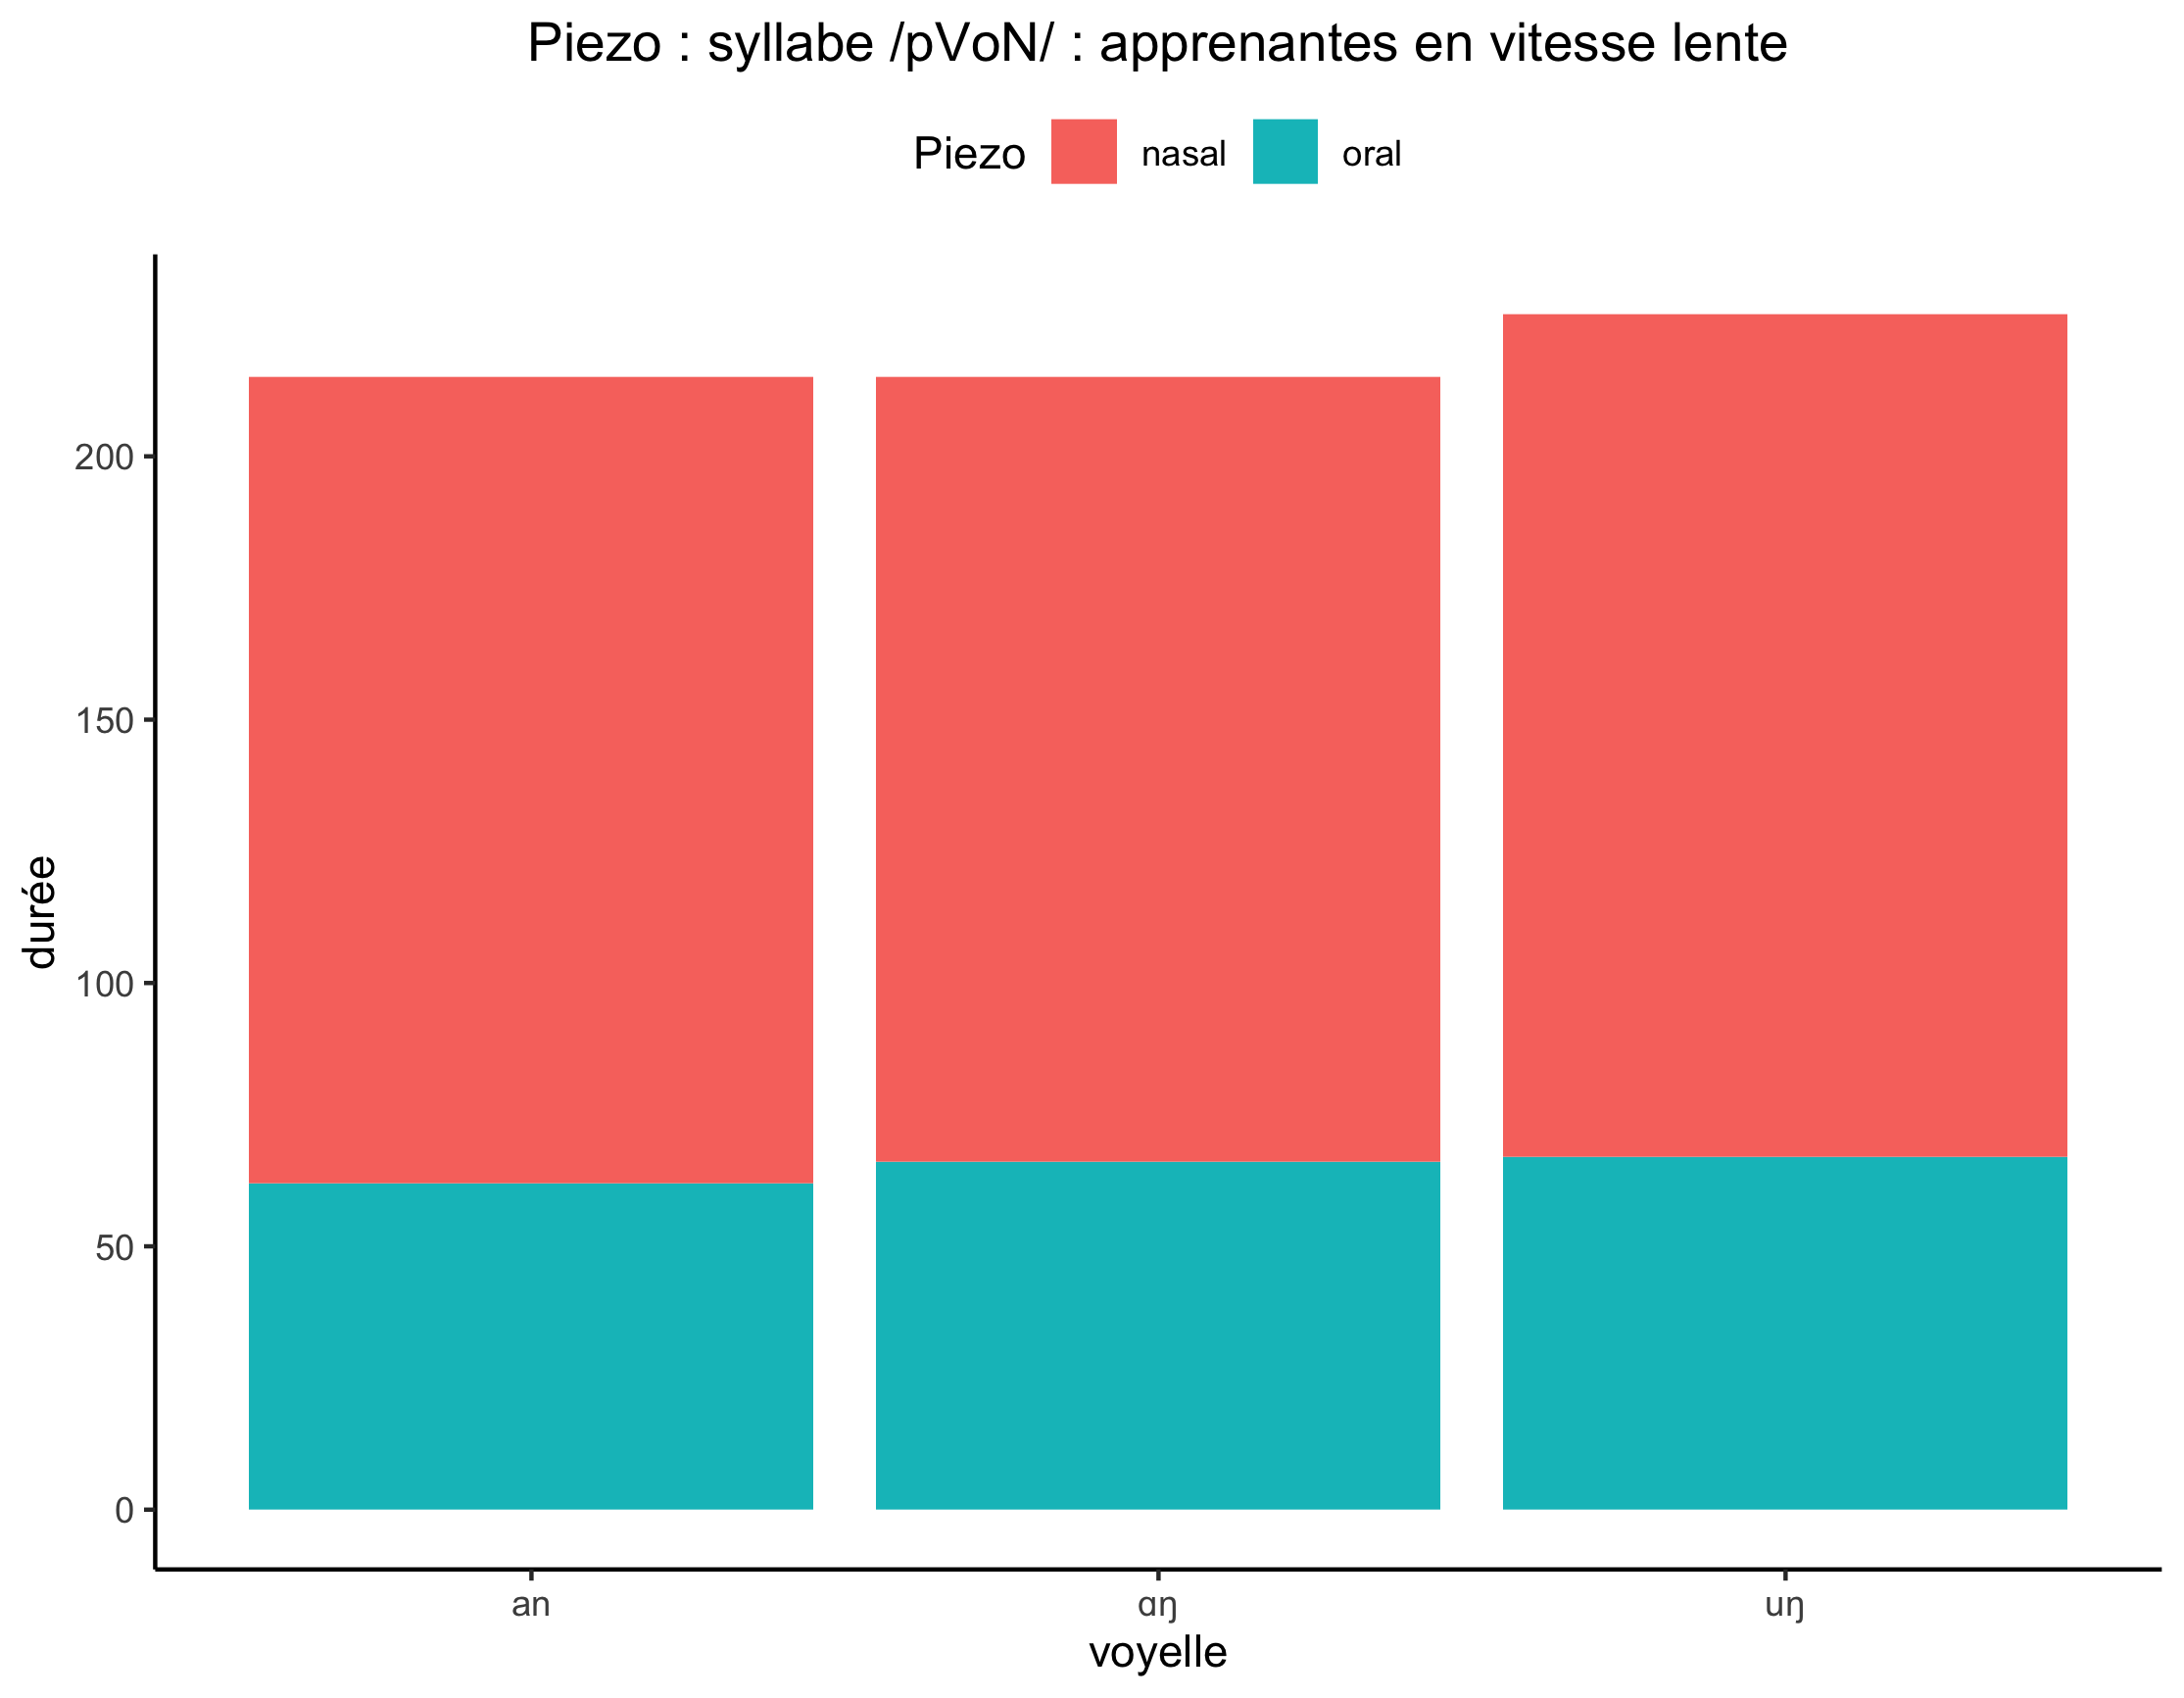 Piezo : syllabe /pVoN/ : apprenantes en vitesse lente
Piezo nasal oral
durée
200
150
100
50
0
an ɑŋ uŋ
voyelle